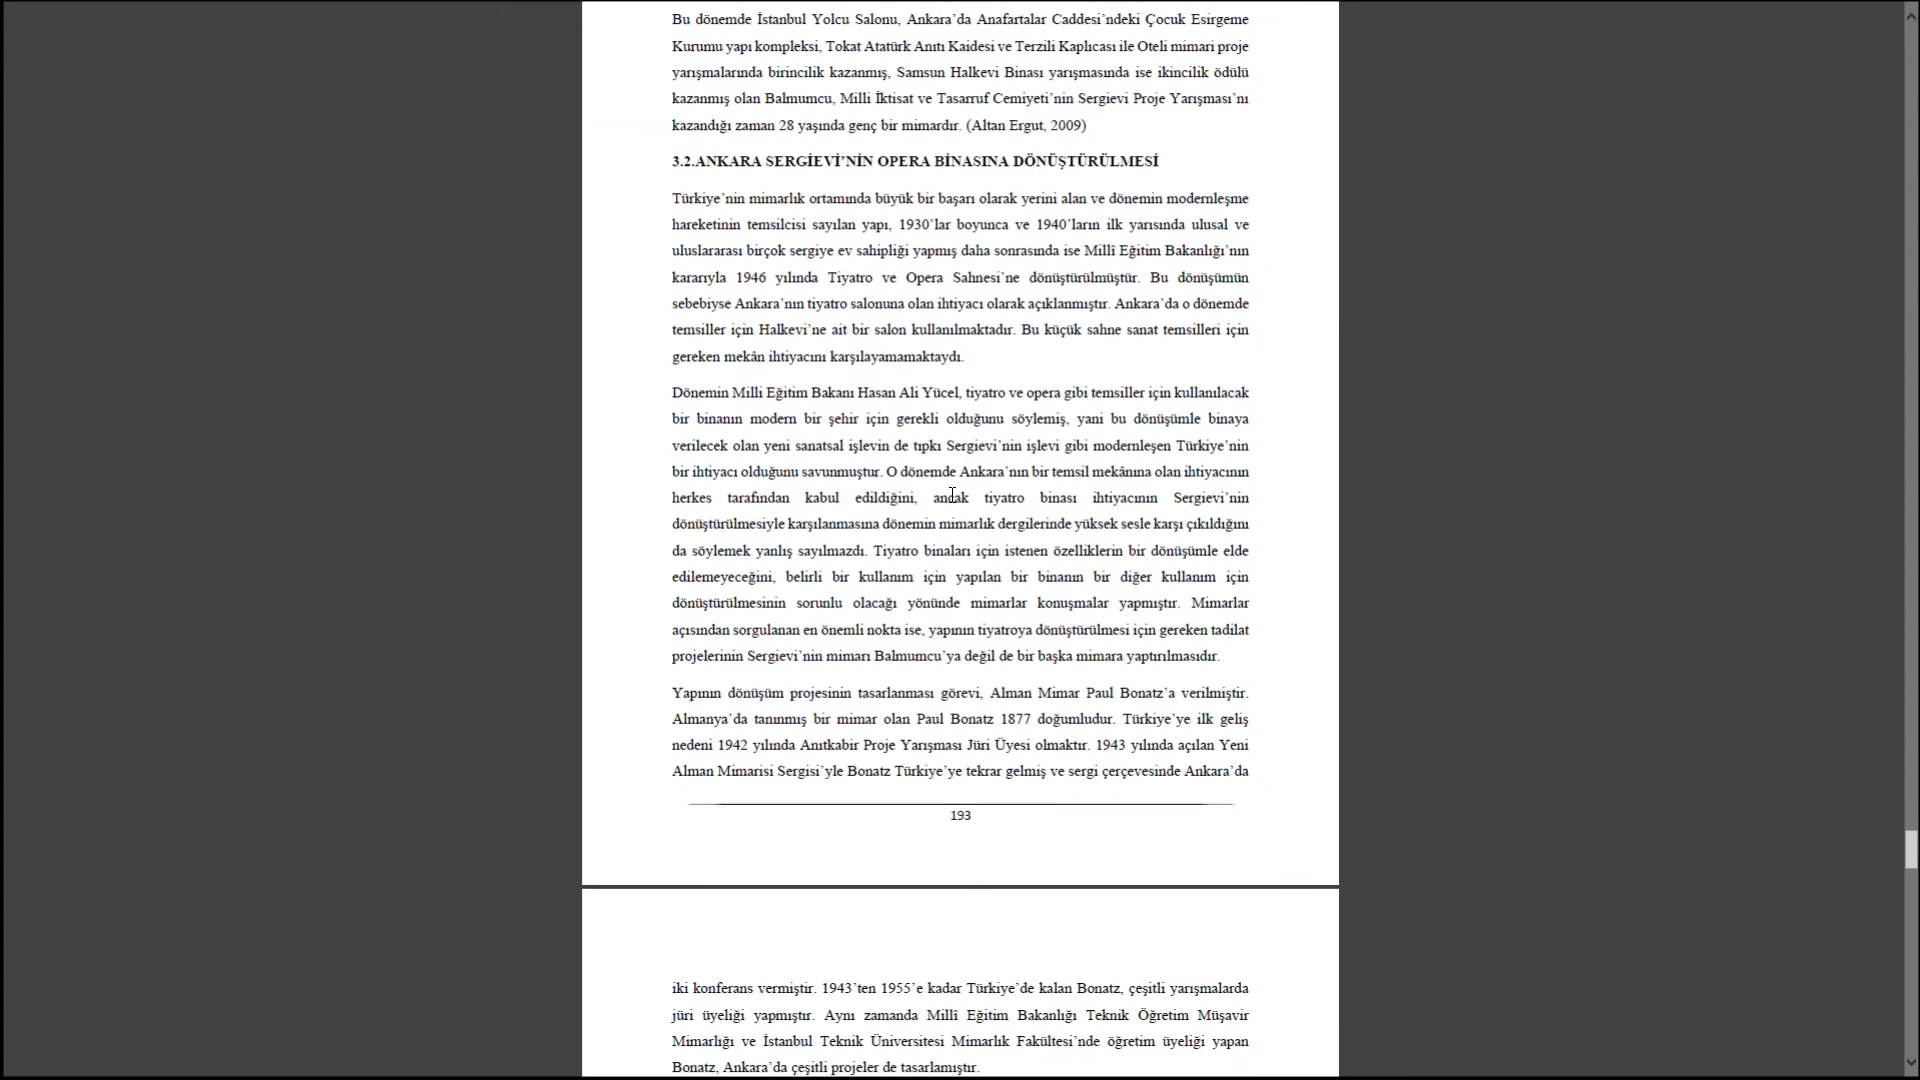 Bu dönemde İstanbul Yolcu Salonu, Ankara’da Anafartalar Caddesi’ndeki Çocuk Esirgeme
Kurumu yapı kompleksi, Tokat Atatürk Anıtı Kaidesi ve Terzili Kaplıcası ile Oteli mimari proje
yarışmalarında birincilik kazanmış, Samsun Halkevi Binası yarışmasında ise ikincilik ödülü
kazanmış olan Balmumcu, Milli İktisat ve Tasarruf Cemiyeti’nin Sergievi Proje Yarışması’nı
kazandığı zaman 28 yaşında genç bir mimardır. (Altan Ergut, 2009)
3.2.ANKARA SERGİEVİ’NİN OPERA BİNASINA DÖNÜŞTÜRÜLMESİ
Türkiye’nin mimarlık ortamında büyük bir başarı olarak yerini alan ve dönemin modernleşme
hareketinin temsilcisi sayılan yapı, 1930’lar boyunca ve 1940’ların ilk yarısında ulusal ve
uluslararası birçok sergiye ev sahipliği yapmış daha sonrasında ise Millî Eğitim Bakanlığı’nın
kararıyla 1946 yılında Tiyatro ve Opera Sahnesi’ne dönüştürülmüştür. Bu dönüşümün
sebebiyse Ankara’nın tiyatro salonuna olan ihtiyacı olarak açıklanmıştır. Ankara’da o dönemde
temsiller için Halkevi’ne ait bir salon kullanılmaktadır. Bu küçük sahne sanat temsilleri için
gereken mekân ihtiyacını karşılayamamaktaydı.
Dönemin Milli Eğitim Bakanı Hasan Ali Yücel, tiyatro ve opera gibi temsiller için kullanılacak
bir binanın modern bir şehir için gerekli olduğunu söylemiş, yani bu dönüşümle binaya
verilecek olan yeni sanatsal işlevin de tıpkı Sergievi’nin işlevi gibi modernleşen Türkiye’nin
bir ihtiyacı olduğunu savunmuştur. O dönemde Ankara’nın bir temsil mekânına olan ihtiyacının
herkes tarafından kabul edildiğini, ancak tiyatro binası ihtiyacının Sergievi’nin
dönüştürülmesiyle karşılanmasına dönemin mimarlık dergilerinde yüksek sesle karşı çıkıldığını
da söylemek yanlış sayılmazdı. Tiyatro binaları için istenen özelliklerin bir dönüşümle elde
edilemeyeceğini, belirli bir kullanım için yapılan bir binanın bir diğer kullanım için
dönüştürülmesinin sorunlu olacağı yönünde mimarlar konuşmalar yapmıştır. Mimarlar
açısından sorgulanan en önemli nokta ise, yapının tiyatroya dönüştürülmesi için gereken tadilat
projelerinin Sergievi’nin mimarı Balmumcu’ya değil de bir başka mimara yaptırılmasıdır.
Yapının dönüşüm projesinin tasarlanması görevi, Alman Mimar Paul Bonatz’a verilmiştir.
Almanya’da tanınmış bir mimar olan Paul Bonatz 1877 doğumludur. Türkiye’ye ilk geliş
nedeni 1942 yılında Anıtkabir Proje Yarışması Jüri Üyesi olmaktır. 1943 yılında açılan Yeni
Alman Mimarisi Sergisi’yle Bonatz Türkiye’ye tekrar gelmiş ve sergi çerçevesinde Ankara’da
193
iki konferans vermiştir. 1943’ten 1955’e kadar Türkiye’de kalan Bonatz, çeşitli yarışmalarda
jüri üyeliği yapmıştır. Aynı zamanda Millî Eğitim Bakanlığı Teknik Öğretim Müşavir
Mimarlığı ve İstanbul Teknik Üniversitesi Mimarlık Fakültesi’nde öğretim üyeliği yapan
Bonatz, Ankara’da çeşitli projeler de tasarlamıştır.